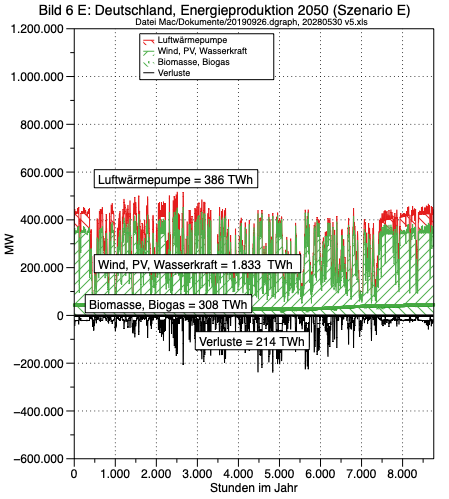 Bild 6 E: Deutschland, Energieproduktion 2050 (Szenario E)
Datei Mac/Dokumente/20190926.dgraph, 20280530 v5.xls
Luftwärmepumpe
Wind, PV, Wasserkraft
Biomasse, Biogas
Verluste
1.200.000
1.000.000
800.000
600.000
400.000
200.000
0
−200.000
−400.000
−600.000
MW
Luftwärmepumpe = 386 TWh
Wind, PV, Wasserkraft = 1.833 TWh
Biomasse, Biogas = 308 TWh
Verluste = 214 TWh
0 1.000 2.000 3.000 4.000 5.000 6.000 7.000 8.000
Stunden im Jahr